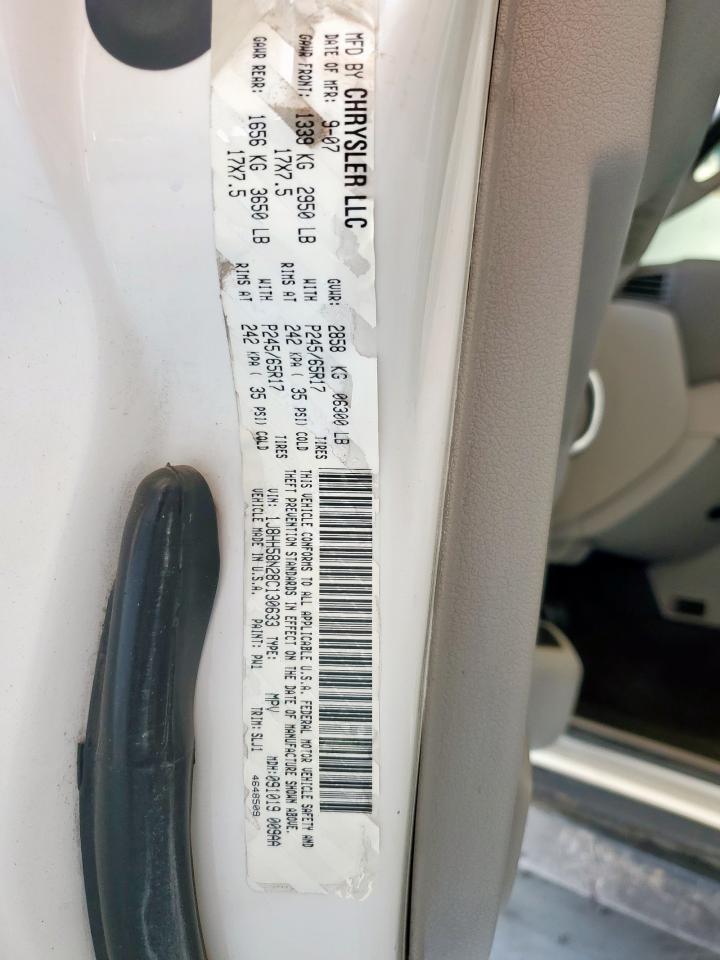 MFD BY CHRYSLER LLC
DATE OF MFR: 9-07 GVWR: 2858 KG 06300 LB
GAWR FRONT: 1339 KG 2950 LB WITH P245/65R17 TIRES
17X7.5 RIMS AT 242 KPA ( 35 PSI) COLD
GAWR REAR: 1656 KG 3650 LB WITH P245/65R17 TIRES
17X7.5 RIMS AT 242 KPA ( 35 PSI) COLD
THIS VEHICLE CONFORMS TO ALL APPLICABLE U.S.A. FEDERAL MOTOR VEHICLE SAFETY AND
THEFT PREVENTION STANDARDS IN EFFECT ON THE DATE OF MANUFACTURE SHOWN ABOVE.
VIN: 1J8HH58N28C130633 TYPE: MPV MDH:091019 009AA
VEHICLE MADE IN U.S.A. PAINT: PW1 TRIM:SLJ1
4648509